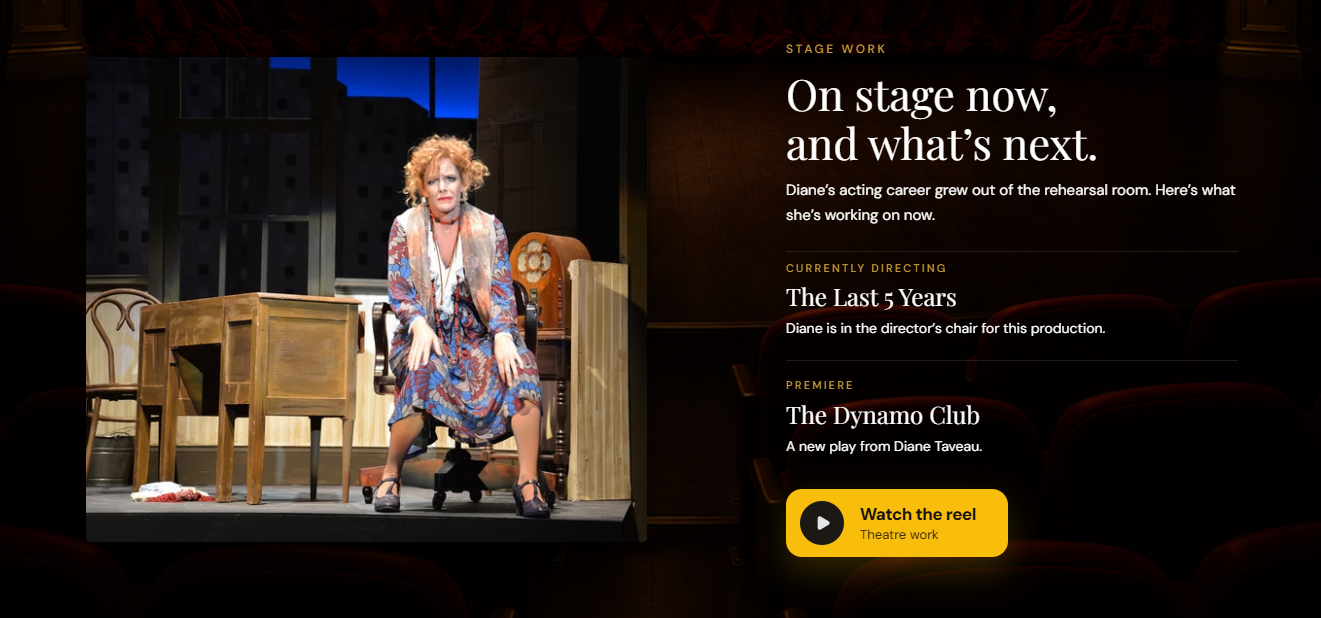 STAGE WORK
On stage now,
and what’s next.
Diane’s acting career grew out of the rehearsal room. Here’s what
she’s working on now.
CURRENTLY DIRECTING
The Last 5 Years
Diane is in the director’s chair for this production.
PREMIERE
The Dynamo Club
A new play from Diane Taveau.
Watch the reel
Theatre work